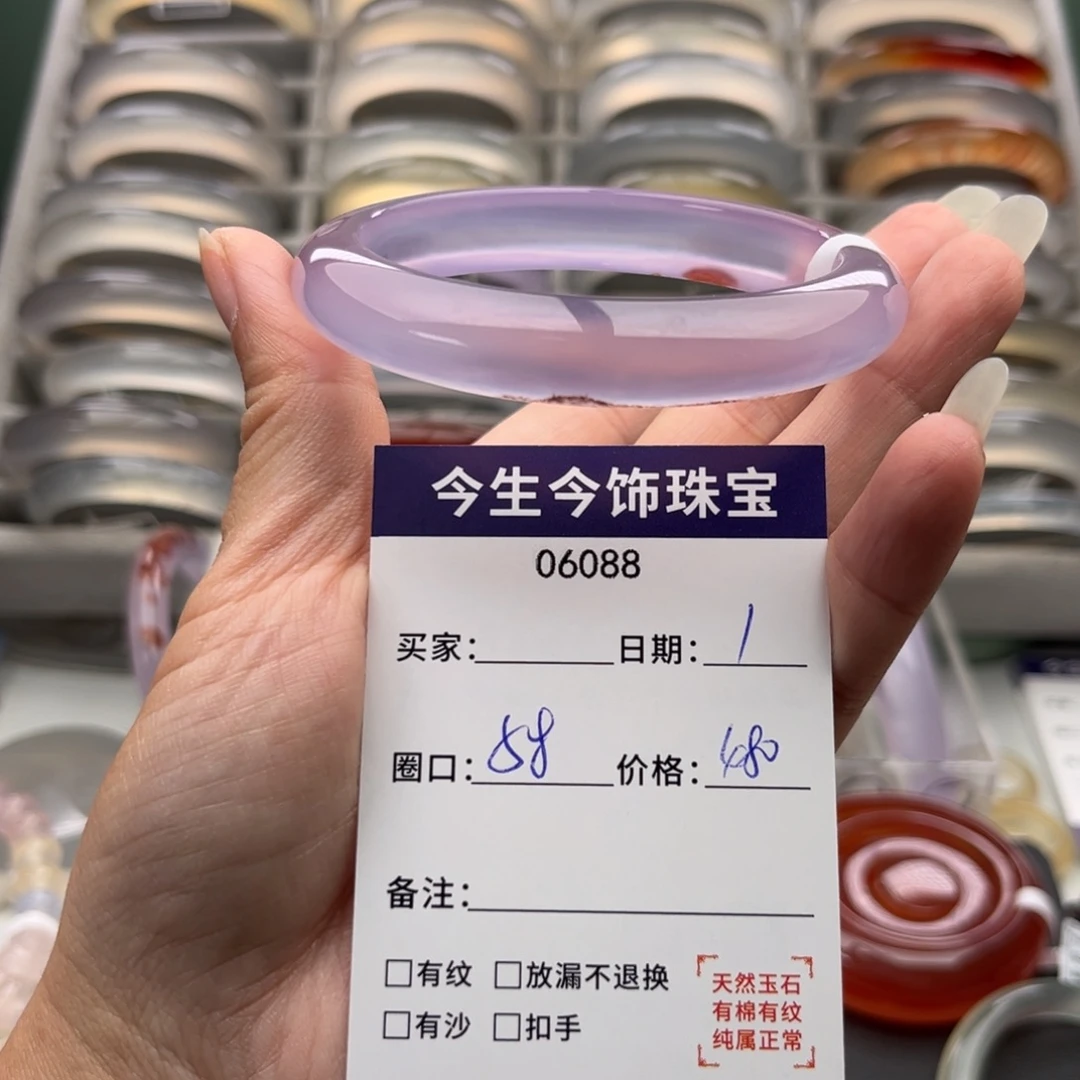 今生今饰珠宝
06088
买家: 日期: 1
圈口: 58 价格: 480
备注:
□有纹 □放漏不退换
□有沙 □扣手
天然玉石
有棉有纹
纯属正常